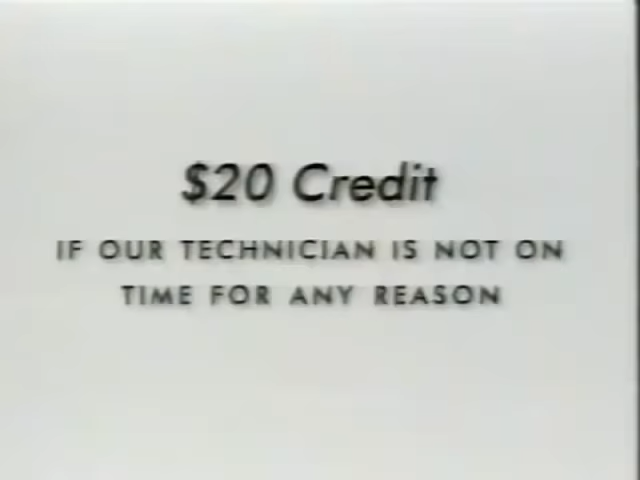 $20 Credit
IF OUR TECHNICIAN IS NOT ON
TIME FOR ANY REASON